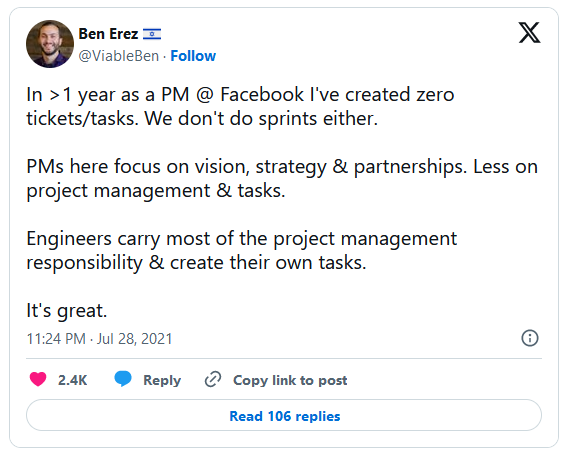 Ben Erez 🇮🇱
@ViableBen · Follow
In >1 year as a PM @ Facebook I've created zero
tickets/tasks. We don't do sprints either.
PMs here focus on vision, strategy & partnerships. Less on
project management & tasks.
Engineers carry most of the project management
responsibility & create their own tasks.
It's great.
11:24 PM · Jul 28, 2021
2.4K Reply Copy link to post
Read 106 replies